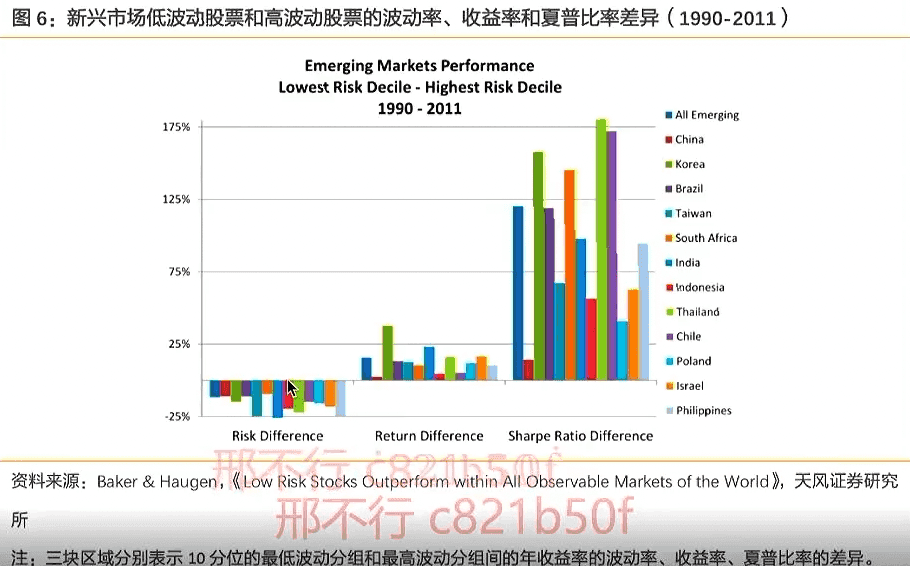 图 6：新兴市场低波动股票和高波动股票的波动率、收益率和夏普比率差异（1990-2011）
Emerging Markets Performance
Lowest Risk Decile - Highest Risk Decile
1990 - 2011
175%
125%
75%
25%
-25%
Risk Difference
Return Difference
Sharpe Ratio Difference
All Emerging
China
Korea
Brazil
Taiwan
South Africa
India
Indonesia
Thailand
Chile
Poland
Israel
Philippines
邢不行 c821b50f
资料来源：Baker & Haugen，《Low Risk Stocks Outperform within All Observable Markets of the World》，天风证券研究
所
邢不行 c821b50f
注：三块区域分别表示 10 分位的最低波动分组和最高波动分组间的年收益率的波动率、收益率、夏普比率的差异。